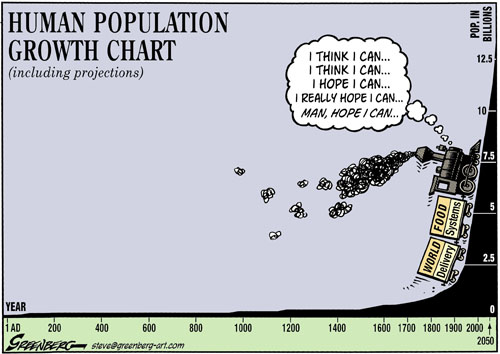 HUMAN POPULATION
GROWTH CHART
(including projections)
POP. IN
BILLIONS
I THINK I CAN...
I THINK I CAN...
I HOPE I CAN...
I REALLY HOPE I CAN...
MAN, HOPE I CAN...
12.5
10
7.5
5
2.5
0
WORLD FOOD
Delivery Systems
YEAR
1 AD 200 400 600 800 1000 1200 1400 1600 1700 1800 1900 2000
2050
GREENBERG steve@greenberg-art.com